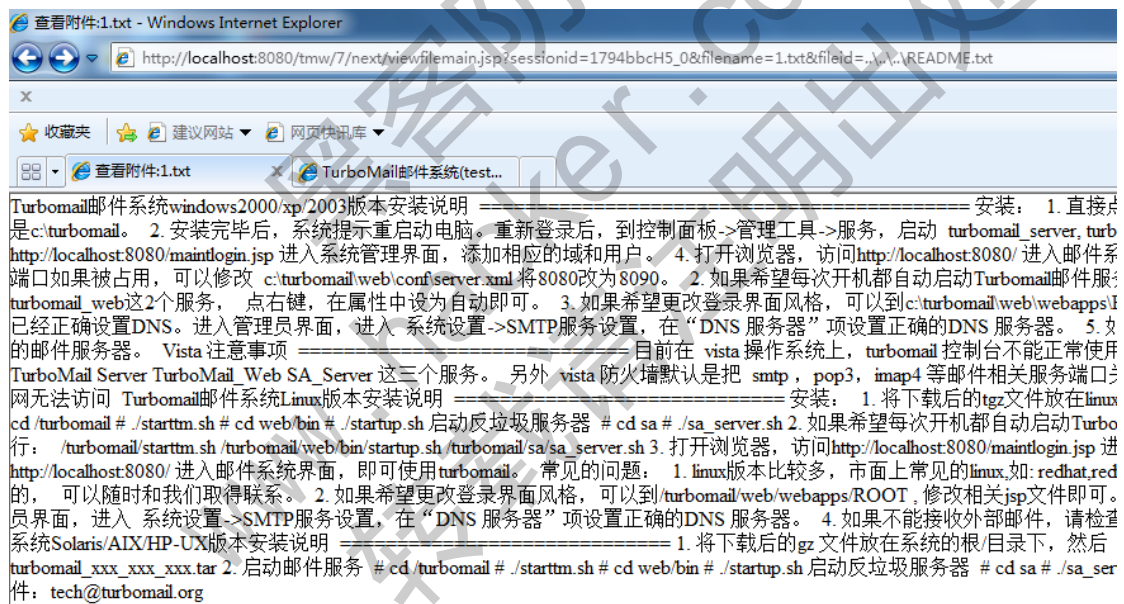 查看附件:1.txt - Windows Internet Explorer
http://localhost:8080/tmw/7/next/viewfilemain.jsp?sessionid=1794bbcH5_0&filename=1.txt&fileid=..\..\..\README.txt
x
收藏夹 建议网站 网页快讯库
查看附件:1.txt x TurboMail邮件系统(test...
Turbomail邮件系统windows2000/xp/2003版本安装说明 ============================================ 安装： 1. 直接点
是c:\turbomail。 2. 安装完毕后，系统提示重启动电脑。重新登录后，到控制面板->管理工具->服务，启动 turbomail_server, turb
http://localhost:8080/maintlogin.jsp 进入系统管理界面，添加相应的域和用户。 4. 打开浏览器，访问http://localhost:8080/ 进入邮件系
端口如果被占用，可以修改 c:\turbomail\web\conf\server.xml 将8080改为8090。 2. 如果希望每次开机都自动启动Turbomail邮件服务
turbomail_web这2个服务， 点右键，在属性中设为自动即可。 3. 如果希望更改登录界面风格，可以到c:\turbomail\web\webapps\
已经正确设置DNS。进入管理员界面，进入 系统设置->SMTP服务设置，在“DNS 服务器”项设置正确的DNS 服务器。 5. 如
的邮件服务器。 Vista 注意事项 ============================== 目前在 vista 操作系统上，turbomail 控制台不能正常使用
TurboMail Server TurboMail_Web SA_Server 这三个服务。 另外 vista 防火墙默认是把 smtp，pop3，imap4 等邮件相关服务端口关
网无法访问 Turbomail邮件系统Linux版本安装说明 ============================== 安装： 1. 将下载后的tgz文件放在linux
cd /turbomail # ./starttm.sh # cd web/bin # ./startup.sh 启动反垃圾服务器 # cd sa # ./sa_server.sh 2. 如果希望每次开机都自动启动Turbo
行： /turbomail/starttm.sh /turbomail/web/bin/startup.sh /turbomail/sa/sa_server.sh 3. 打开浏览器，访问http://localhost:8080/maintlogin.jsp 进
http://localhost:8080/ 进入邮件系统界面，即可使用turbomail。 常见的问题： 1. linux版本比较多，市面上常见的linux,如: redhat,red
的， 可以随时和我们取得联系。 2. 如果希望更改登录界面风格，可以到/turbomail/web/webapps/ROOT , 修改相关jsp文件即可。
员界面，进入 系统设置->SMTP服务设置，在“DNS 服务器”项设置正确的DNS 服务器。 4. 如果不能接收外部邮件，请检查
系统Solaris/AIX/HP-UX版本安装说明 ============================== 1. 将下载后的gz 文件放在系统的根/目录下，然后
turbomail_xxx_xxx_xxx.tar 2. 启动邮件服务 # cd /turbomail # ./starttm.sh # cd web/bin # ./startup.sh 启动反垃圾服务器 # cd sa # ./sa_ser
件：tech@turbomail.org